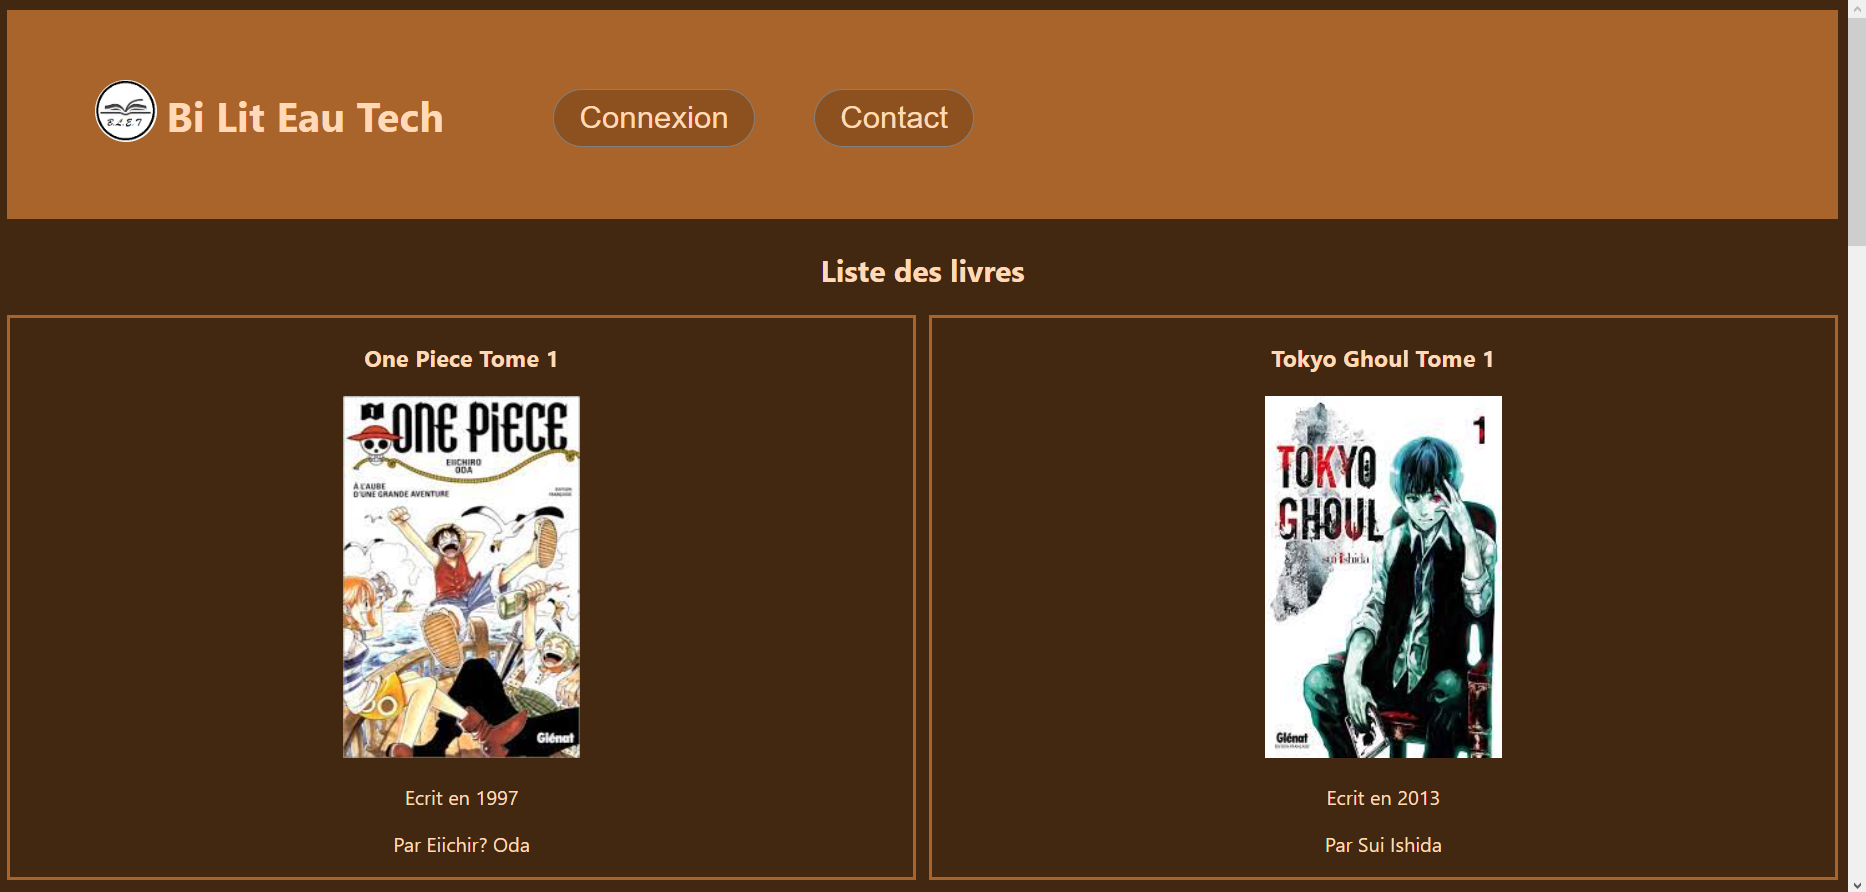 B.L.E.T
Bi Lit Eau Tech
Connexion
Contact
Liste des livres
One Piece Tome 1
1
ONE PIECE
EIICHIRO
ODA
À L'AUBE
D'UNE GRANDE AVENTURE
ÉDITION
FRANÇAISE
Glénat
Ecrit en 1997
Par Eiichir? Oda
Tokyo Ghoul Tome 1
1
TOKYO
GHOUL
sui ishida
Glénat
ÉDITION FRANÇAISE
Ecrit en 2013
Par Sui Ishida